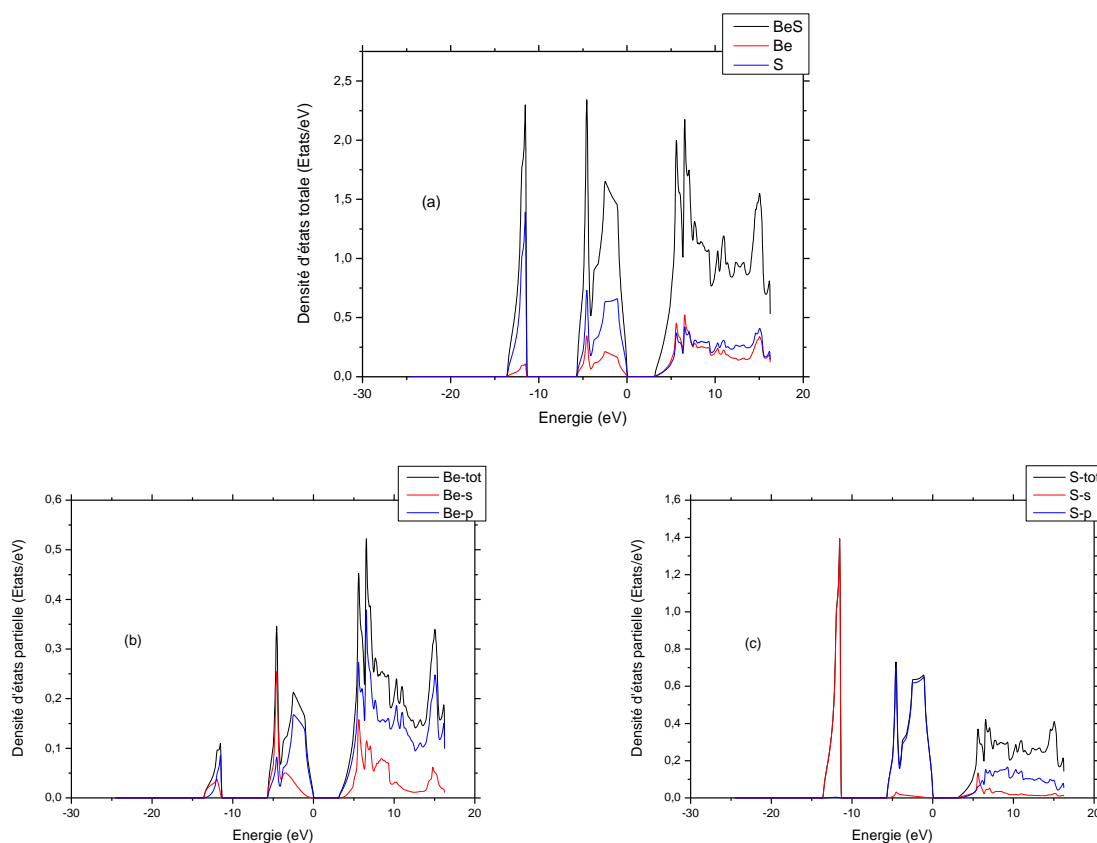 BeS
Be
S
Densité d'états totale (Etats/eV)
2,5
2,0
1,5
1,0
0,5
0,0
(a)
-30 -20 -10 0 10 20
Energie (eV)
Be-tot
Be-s
Be-p
Densité d'états partielle (Etats/eV)
0,6
0,5
0,4
0,3
0,2
0,1
0,0
(b)
-30 -20 -10 0 10 20
Energie (eV)
S-tot
S-s
S-p
Densité d'états partielle (Etats/eV)
1,6
1,4
1,2
1,0
0,8
0,6
0,4
0,2
0,0
(c)
-30 -20 -10 0 10 20
Energie (eV)